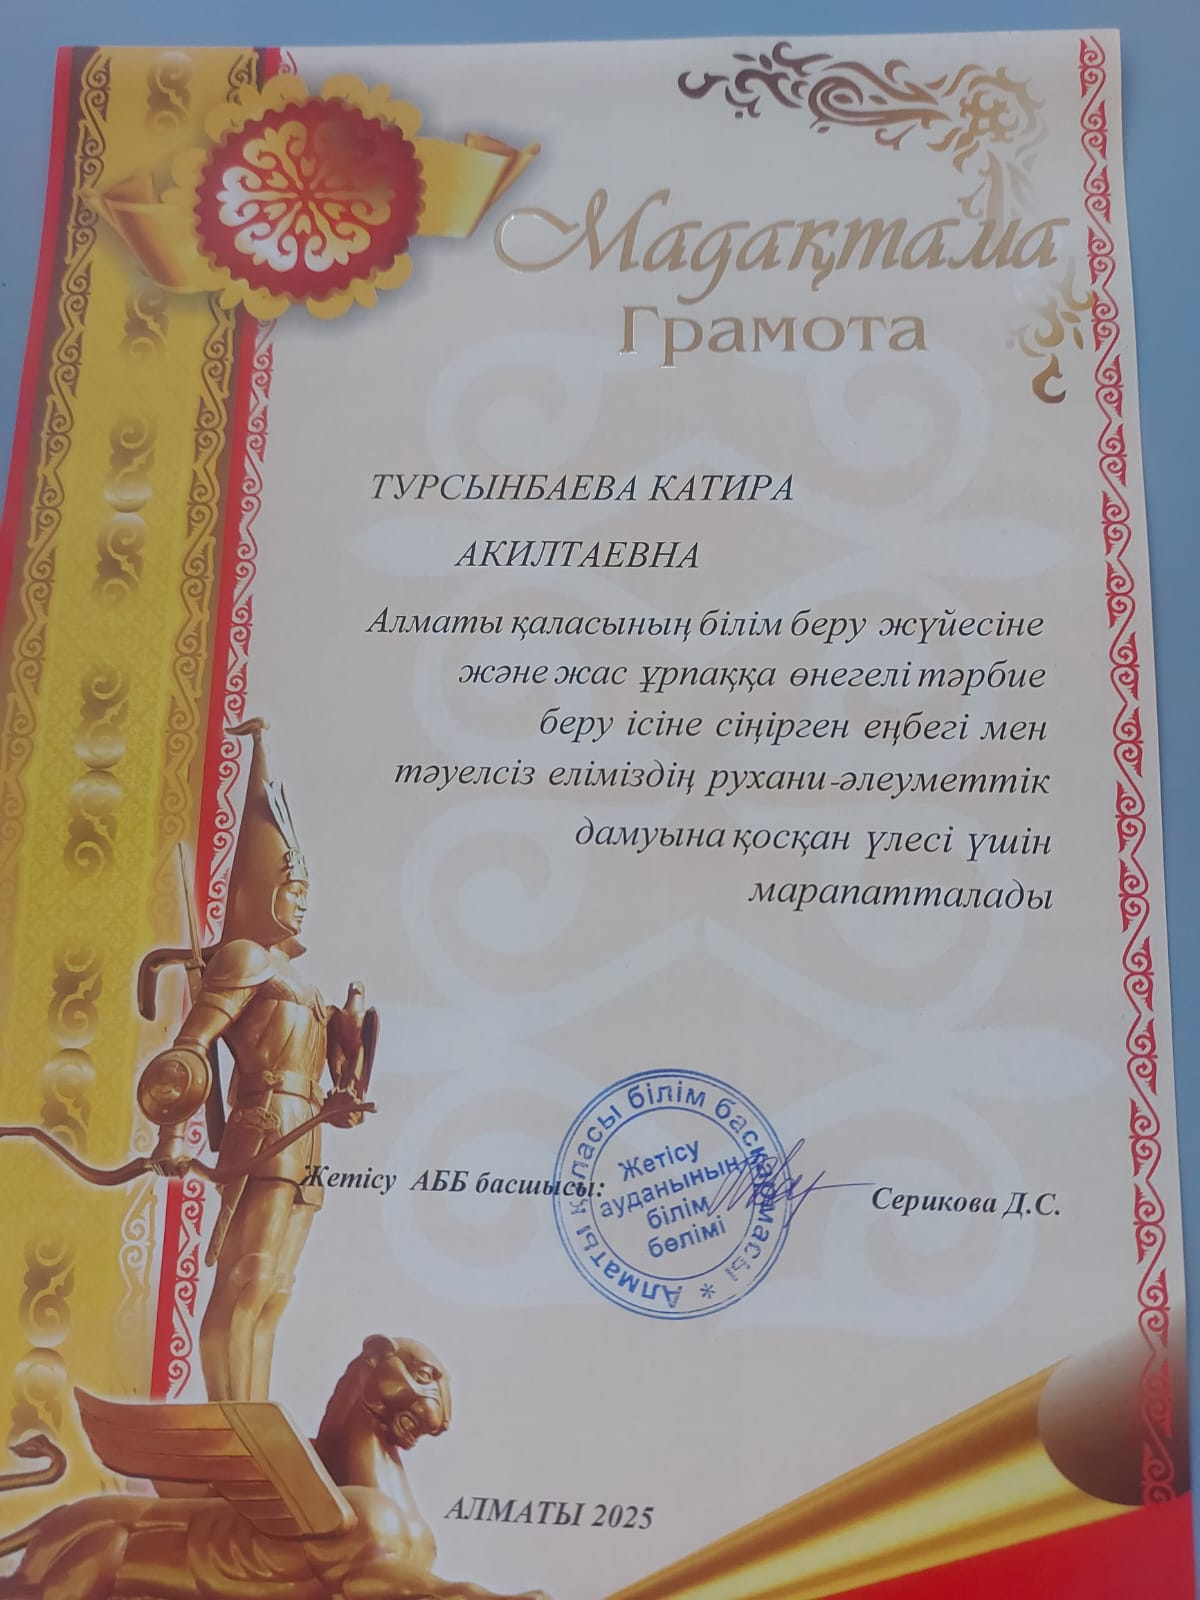 Мадақтама
Грамота
ТУРСЫНБАЕВА КАТИРА
АКИЛТАЕВНА
Алматы қаласының білім беру жүйесіне
және жас ұрпаққа өнегелі тәрбие
беру ісіне сіңірген еңбегі мен
тәуелсіз еліміздің рухани-әлеуметтік
дамуына қосқан үлесі үшін
марапатталады
Жетісу АББ басшысы:
Алматы қаласы білім басқармасы *
Жетісу
ауданының
білім
бөлімі
Серикова Д.С.
АЛМАТЫ 2025